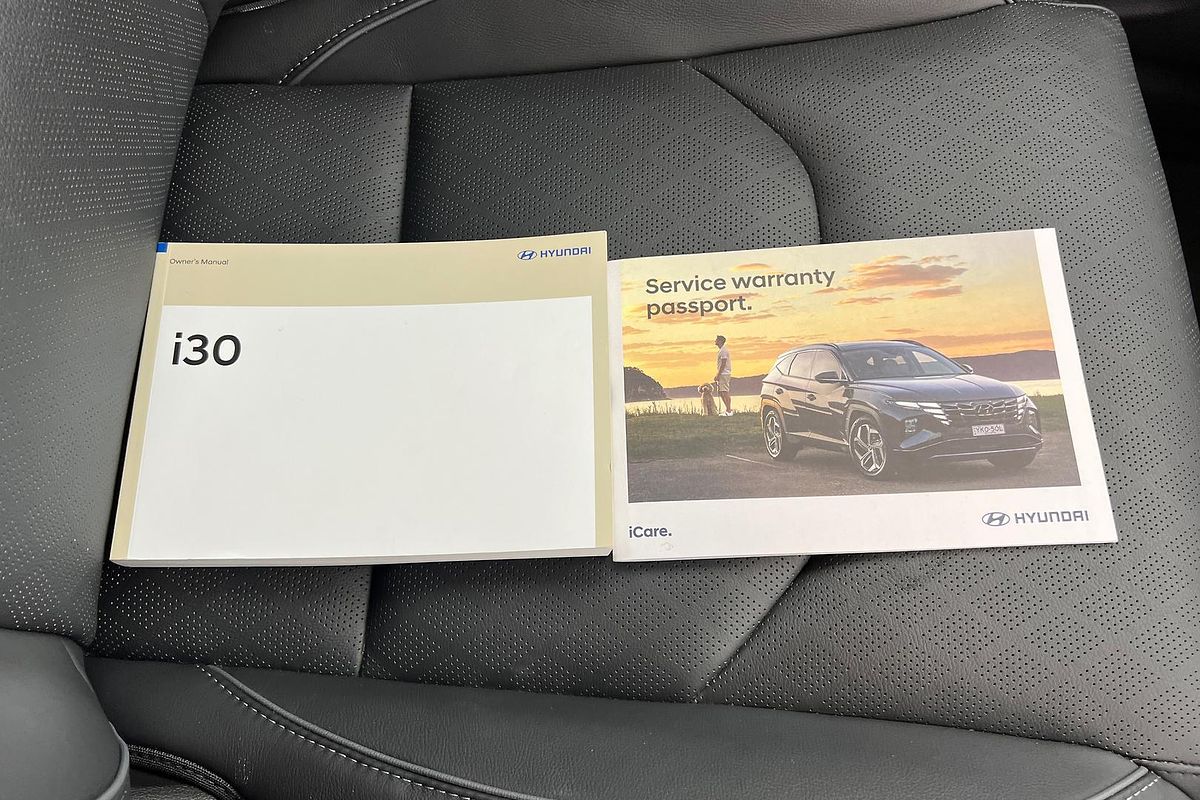 Owner's Manual
HYUNDAI
i30
Service warranty
passport.
iCare.
HYUNDAI